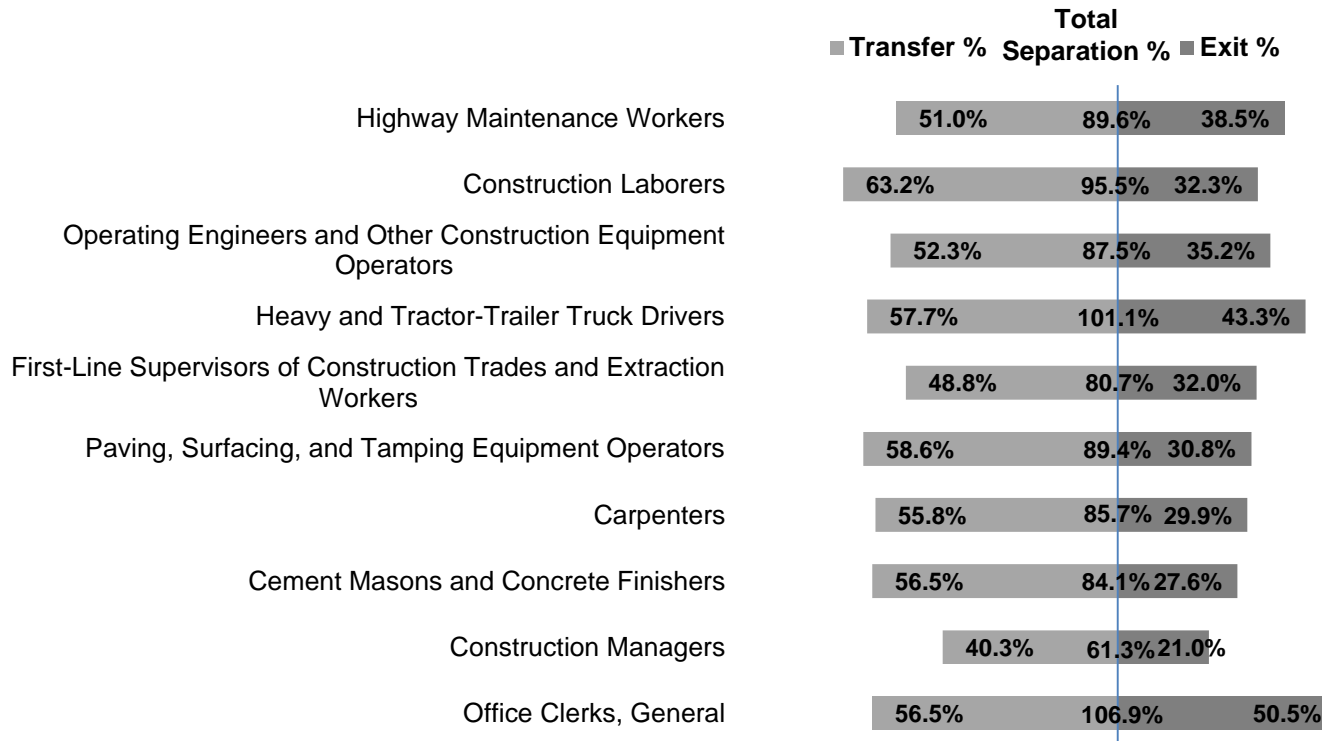 Total
Transfer % Separation % Exit %
Highway Maintenance Workers 51.0% 89.6% 38.5%
Construction Laborers 63.2% 95.5% 32.3%
Operating Engineers and Other Construction Equipment
Operators 52.3% 87.5% 35.2%
Heavy and Tractor-Trailer Truck Drivers 57.7% 101.1% 43.3%
First-Line Supervisors of Construction Trades and Extraction
Workers 48.8% 80.7% 32.0%
Paving, Surfacing, and Tamping Equipment Operators 58.6% 89.4% 30.8%
Carpenters 55.8% 85.7% 29.9%
Cement Masons and Concrete Finishers 56.5% 84.1% 27.6%
Construction Managers 40.3% 61.3% 21.0%
Office Clerks, General 56.5% 106.9% 50.5%